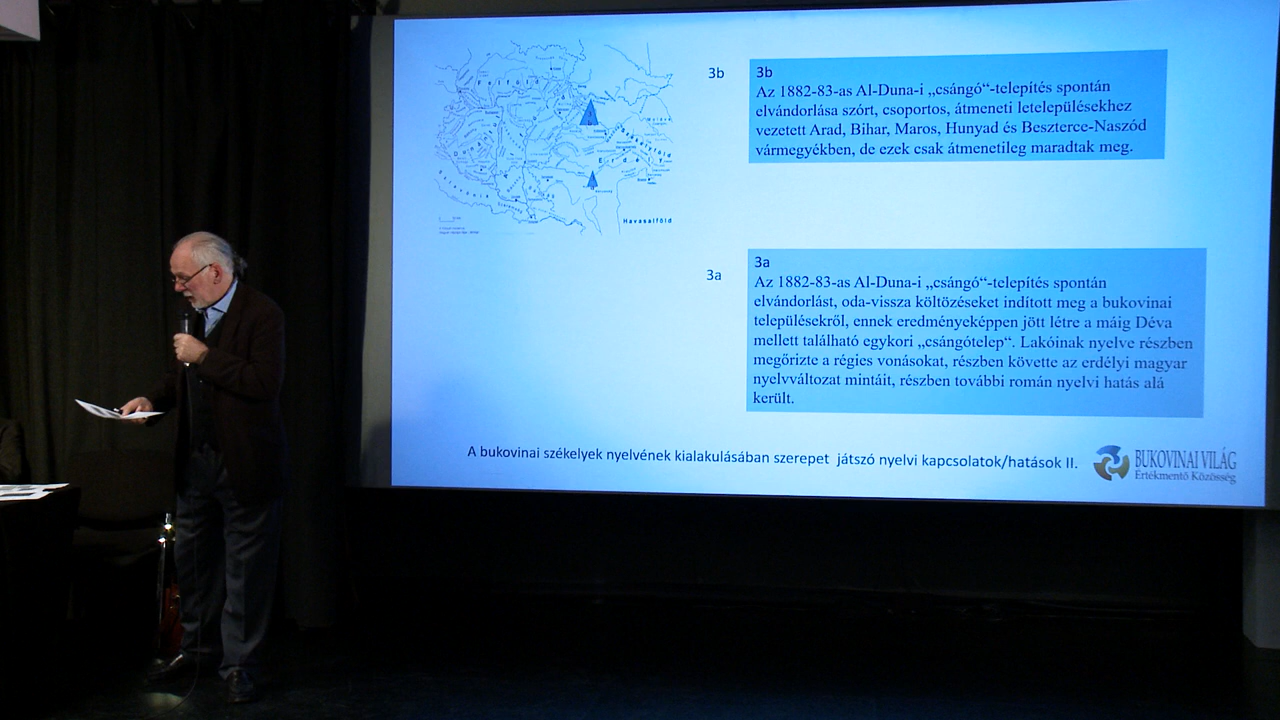 Felföld
Erdély
Havasalföld
3b
3b
Az 1882-83-as Al-Duna-i „csángó“-telepítés spontán
elvándorlása szórt, csoportos, átmeneti letelepülésekhez
vezetett Arad, Bihar, Maros, Hunyad és Beszterce-Naszód
vármegyékben, de ezek csak átmenetileg maradtak meg.
3a
3a
Az 1882-83-as Al-Duna-i „csángó“-telepítés spontán
elvándorlást, oda-vissza költözéseket indított meg a bukovinai
településekről, ennek eredményeképpen jött létre a máig Déva
mellett található egykori „csángótelep“. Lakóinak nyelve részben
megőrizte a régies vonásokat, részben követte az erdélyi magyar
nyelvváltozat mintáit, részben további román nyelvi hatás alá
került.
A bukovinai székelyek nyelvének kialakulásában szerepet játszó nyelvi kapcsolatok/hatások II.
BUKOVINAI VILÁG
Értékmentő Közösség